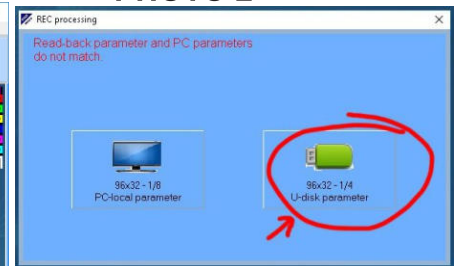 REC processing
Read-back parameter and PC parameters
do not match.
96x32 - 1/8
PC-local parameter
96x32 - 1/4
U-disk parameter